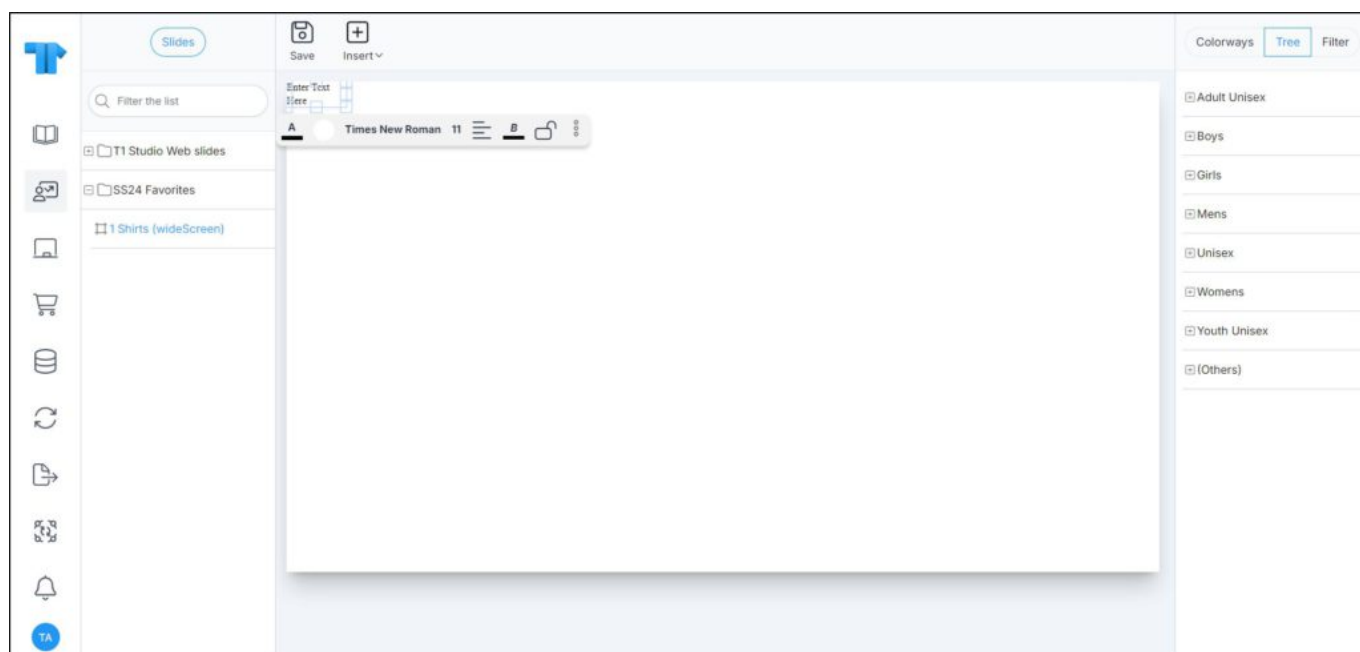 Slides
Filter the list
T1 Studio Web slides
SS24 Favorites
1 Shirts (wideScreen)
TA
Save
Insert
Enter Text
Here
A
Times New Roman 11
B
Colorways Tree Filter
Adult Unisex
Boys
Girls
Mens
Unisex
Womens
Youth Unisex
(Others)